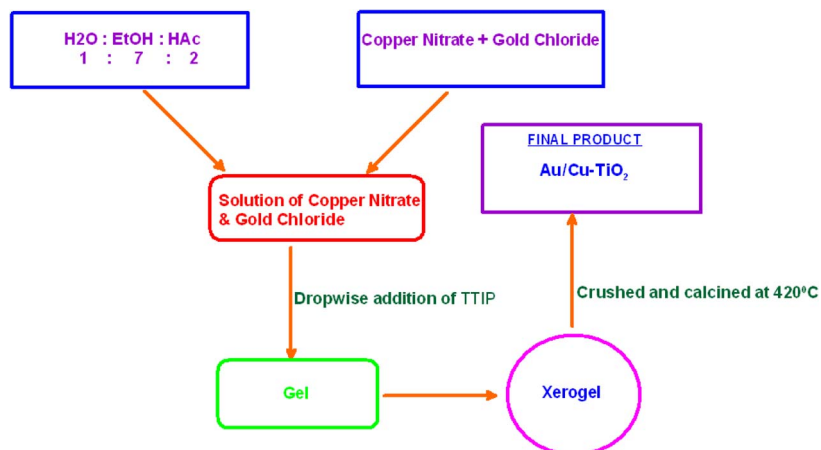 H2O : EtOH : HAc
1 : 7 : 2
Copper Nitrate + Gold Chloride
FINAL PRODUCT
Au/Cu-TiO₂
Solution of Copper Nitrate
& Gold Chloride
Dropwise addition of TTIP
Crushed and calcined at 420⁰C
Gel
Xerogel